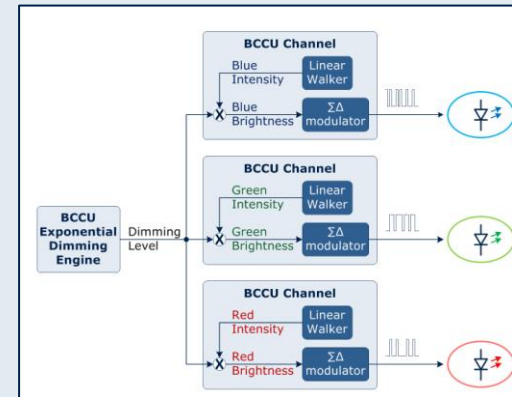 BCCU Channel
Blue
Intensity
Linear
Walker
X
Blue
Brightness
ΣΔ
modulator
BCCU Channel
Green
Intensity
Linear
Walker
X
Green
Brightness
ΣΔ
modulator
BCCU
Exponential
Dimming
Engine
Dimming
Level
BCCU Channel
Red
Intensity
Linear
Walker
X
Red
Brightness
ΣΔ
modulator